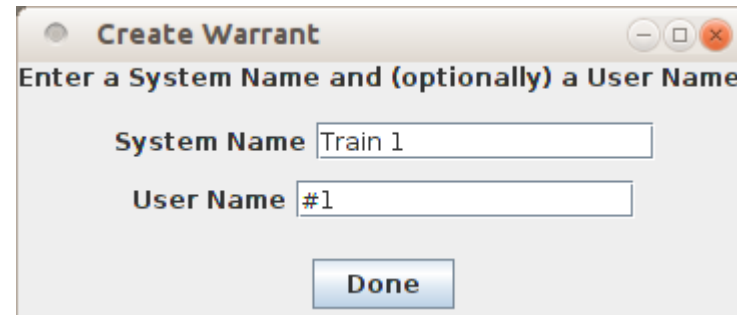 Create Warrant
Enter a System Name and (optionally) a User Name
System Name Train 1
User Name #1
Done